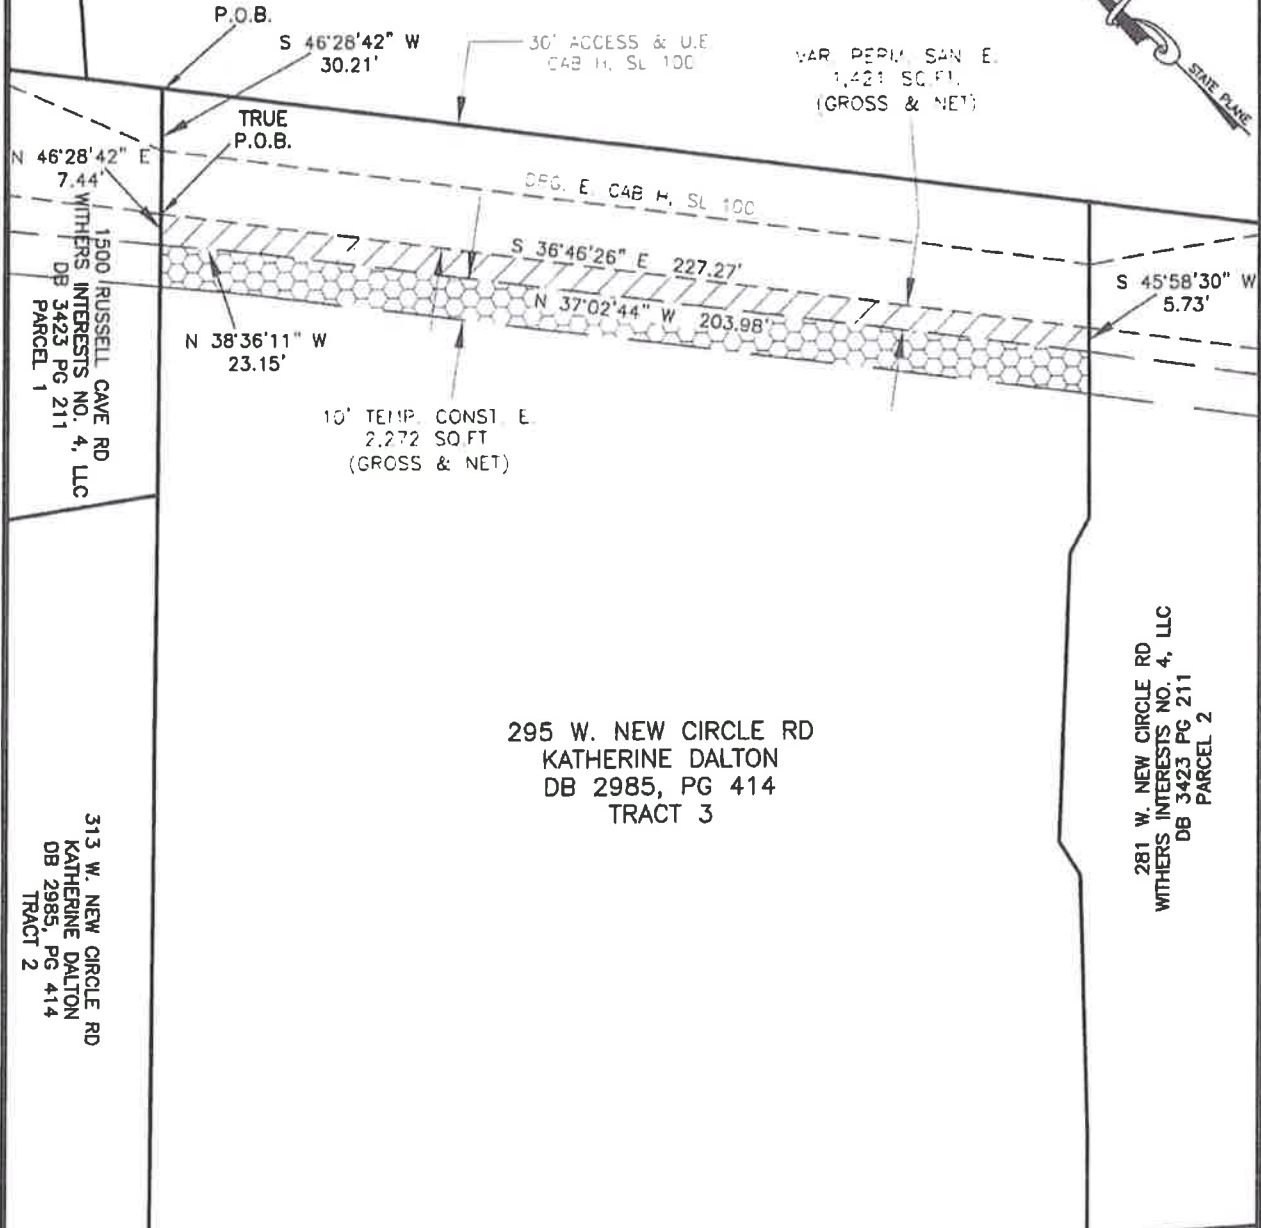 P.O.B.
S 46°28'42" W
30.21'
30' ACCESS & U.E
CAB H, SL 100
VAR. PERM. SAN. E.
1,421 SQ.FT.
(GROSS & NET)
STATE PLANE
TRUE
P.O.B.
N 46°28'42" E
7.44'
DRG. E. CAB H, SL 100
S 36°46'26" E 227.27'
N 37°02'44" W 203.98'
S 45°58'30" W
5.73'
N 38°36'11" W
23.15'
10' TEMP. CONST. E.
2,272 SQ.FT
(GROSS & NET)
1500 RUSSELL CAVE RD
WITHERS INTERESTS NO. 4, LLC
DB 3423 PG 211
PARCEL 1
295 W. NEW CIRCLE RD
KATHERINE DALTON
DB 2985, PG 414
TRACT 3
281 W. NEW CIRCLE RD
WITHERS INTERESTS NO. 4, LLC
DB 3423 PG 211
PARCEL 2
313 W. NEW CIRCLE RD
KATHERINE DALTON
DB 2985, PG 414
TRACT 2